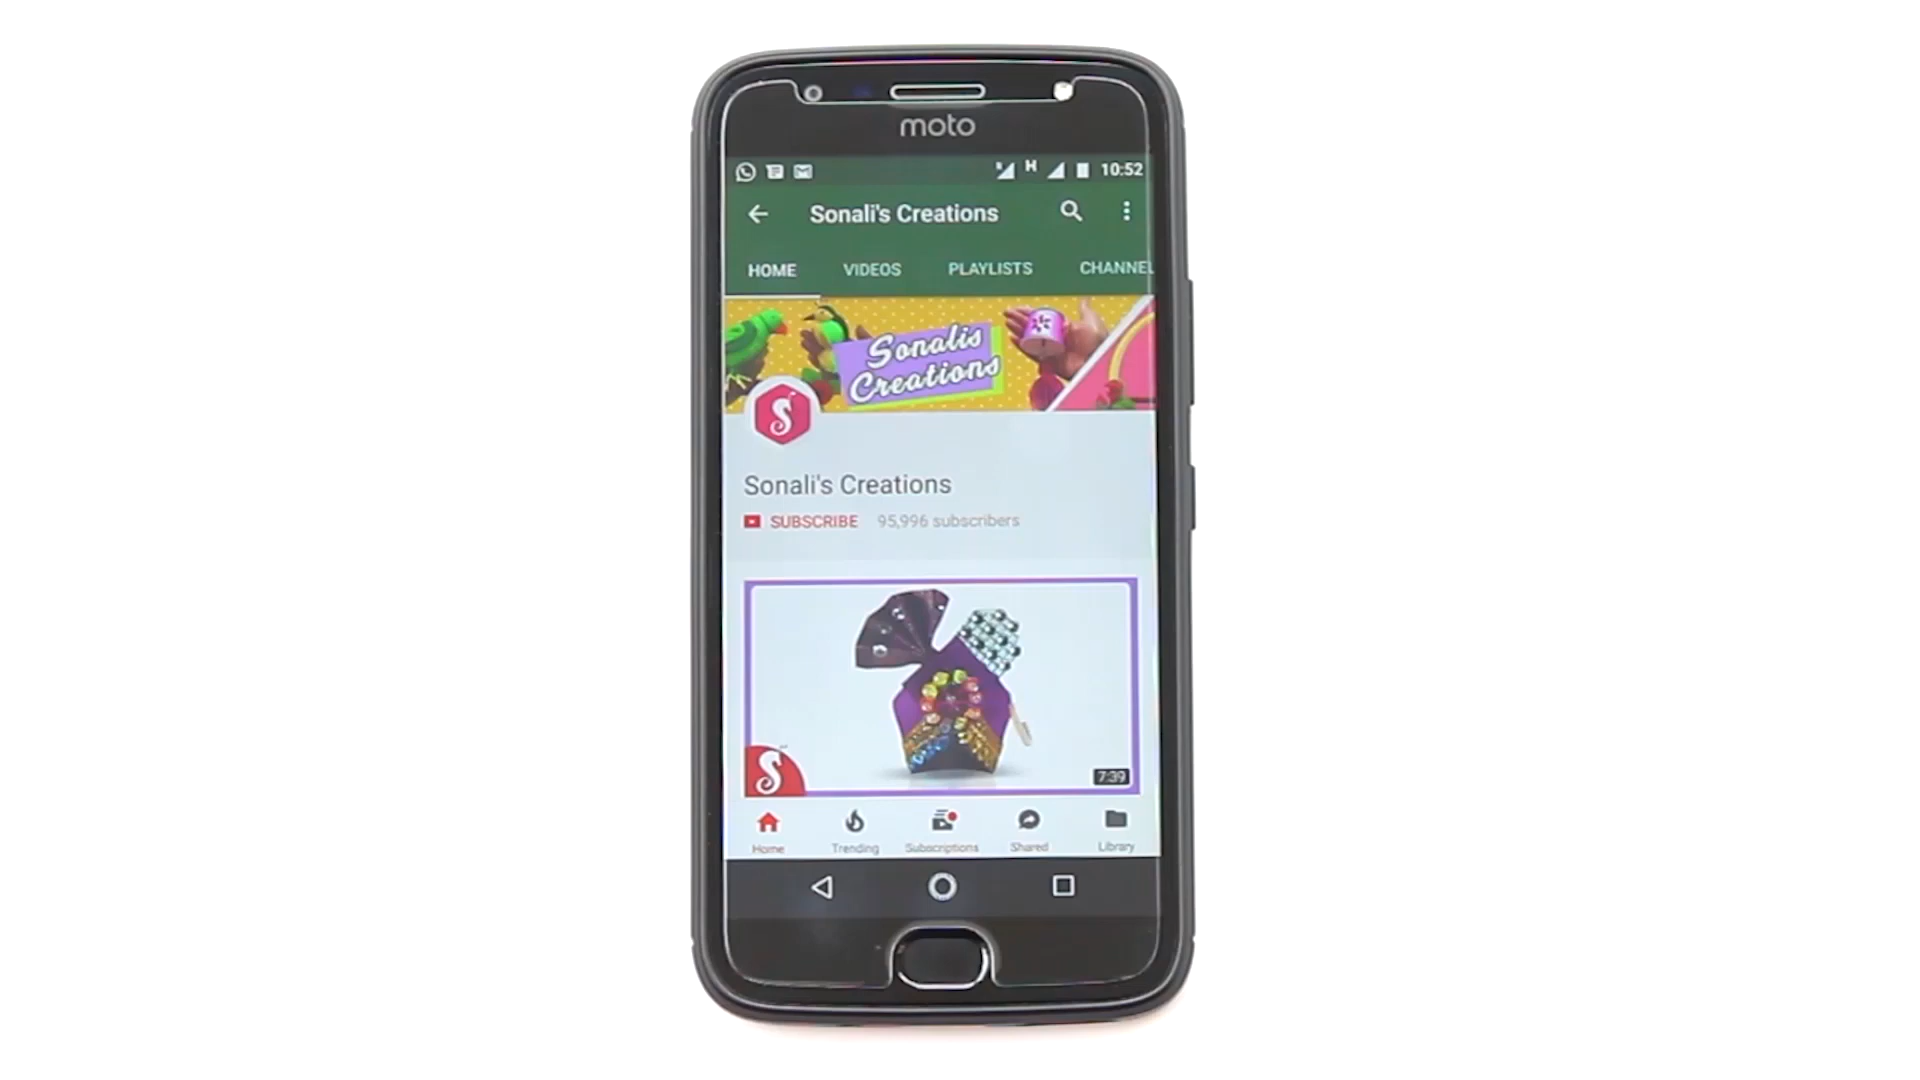 moto
H 10:52
Sonali's Creations
HOME VIDEOS PLAYLISTS CHANNEL
Sonalis
Creations
Sonali's Creations
SUBSCRIBE 95,996 subscribers
7:39
Home Trending Subscriptions Shared Library